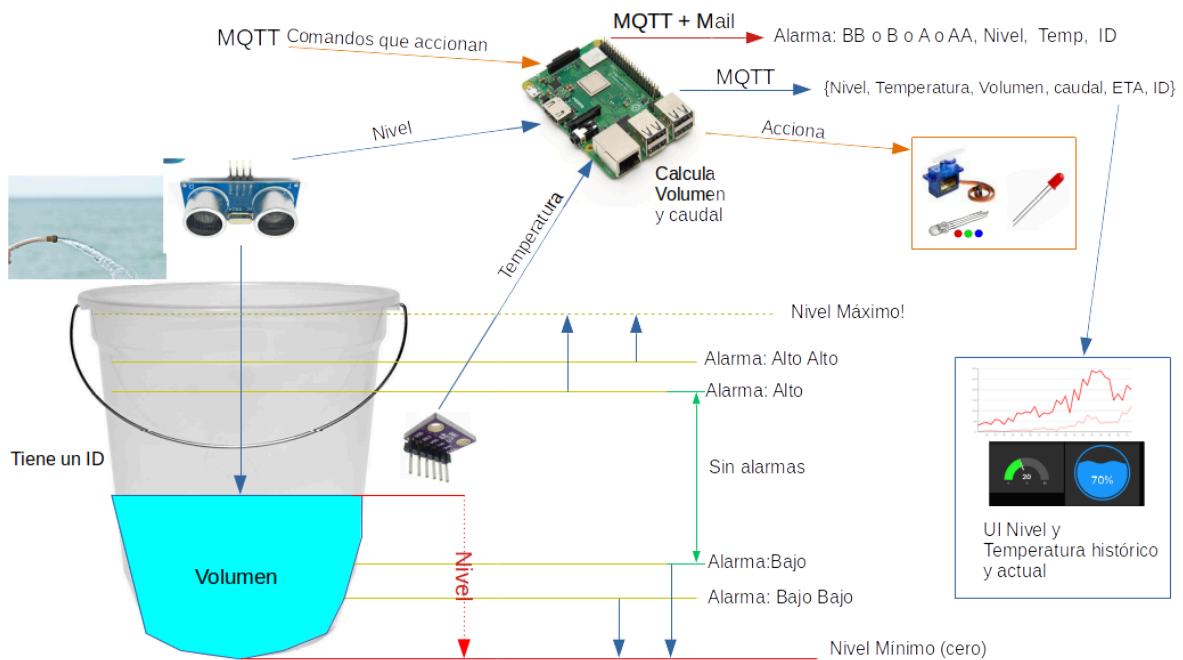 MQTT + Mail
MQTT
Comandos que accionan
Alarma: BB o B o A o AA, Nivel, Temp, ID
MQTT
{Nivel, Temperatura, Volumen, caudal, ETA, ID}
Nivel
Acciona
Calcula
Volumen
y caudal
Temperatura
Nivel Máximo!
Alarma: Alto Alto
Alarma: Alto
Tiene un ID
Sin alarmas
20
70%
UI Nivel y
Temperatura histórico
y actual
Volumen
Nivel
Alarma:Bajo
Alarma: Bajo Bajo
Nivel Mínimo (cero)